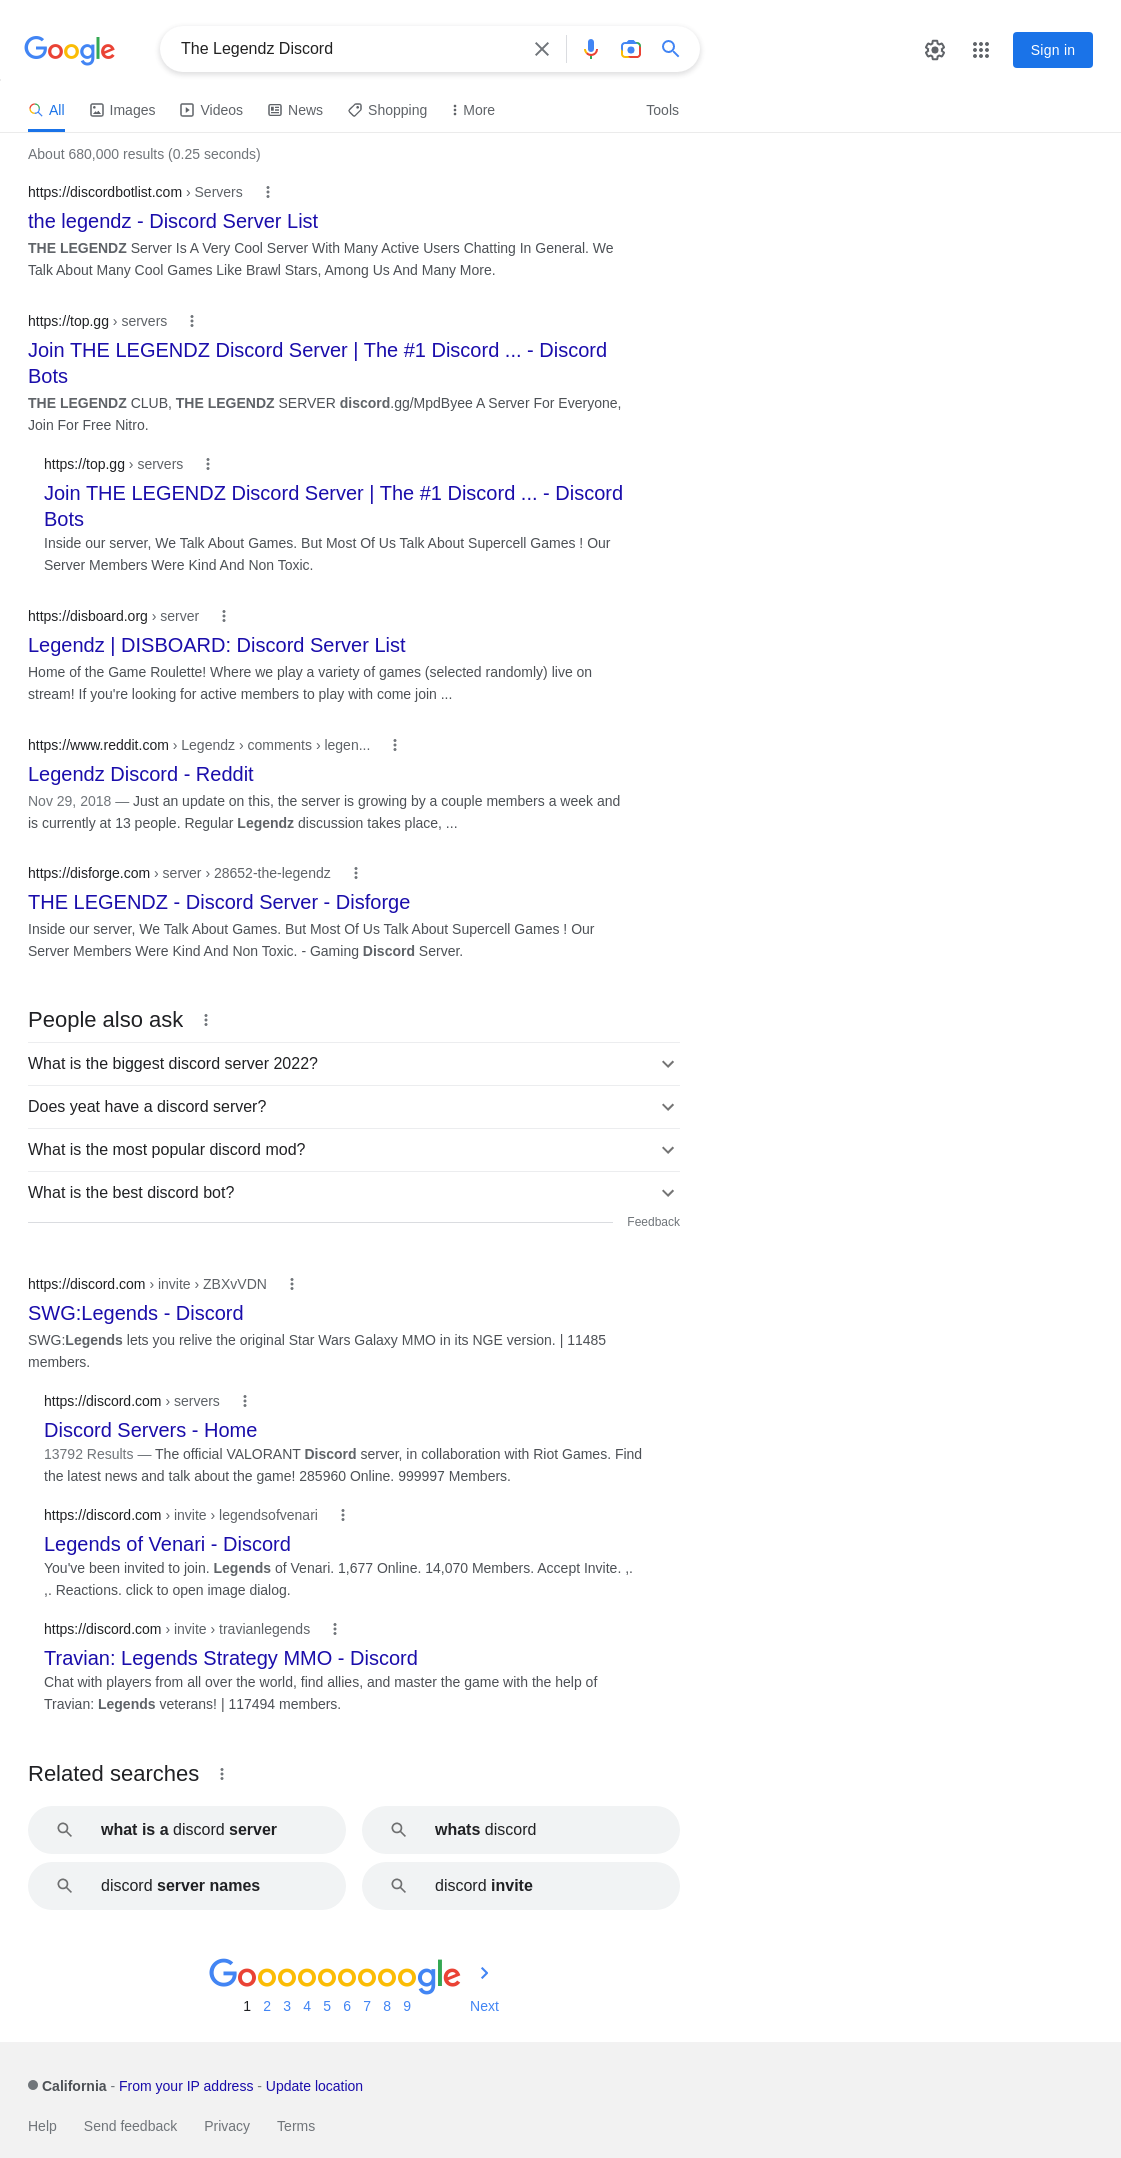 Google
The Legendz Discord
Sign in
All Images Videos News Shopping More Tools
About 680,000 results (0.25 seconds)
https://discordbotlist.com › Servers
the legendz - Discord Server List
THE LEGENDZ Server Is A Very Cool Server With Many Active Users Chatting In General. We
Talk About Many Cool Games Like Brawl Stars, Among Us And Many More.
https://top.gg › servers
Join THE LEGENDZ Discord Server | The #1 Discord ... - Discord
Bots
THE LEGENDZ CLUB, THE LEGENDZ SERVER discord.gg/MpdByee A Server For Everyone,
Join For Free Nitro.
https://top.gg › servers
Join THE LEGENDZ Discord Server | The #1 Discord ... - Discord
Bots
Inside our server, We Talk About Games. But Most Of Us Talk About Supercell Games ! Our
Server Members Were Kind And Non Toxic.
https://disboard.org › server
Legendz | DISBOARD: Discord Server List
Home of the Game Roulette! Where we play a variety of games (selected randomly) live on
stream! If you're looking for active members to play with come join ...
https://www.reddit.com › Legendz › comments › legen...
Legendz Discord - Reddit
Nov 29, 2018 — Just an update on this, the server is growing by a couple members a week and
is currently at 13 people. Regular Legendz discussion takes place, ...
https://disforge.com › server › 28652-the-legendz
THE LEGENDZ - Discord Server - Disforge
Inside our server, We Talk About Games. But Most Of Us Talk About Supercell Games ! Our
Server Members Were Kind And Non Toxic. - Gaming Discord Server.
People also ask
What is the biggest discord server 2022?
Does yeat have a discord server?
What is the most popular discord mod?
What is the best discord bot?
Feedback
https://discord.com › invite › ZBXvVDN
SWG:Legends - Discord
SWG:Legends lets you relive the original Star Wars Galaxy MMO in its NGE version. | 11485
members.
https://discord.com › servers
Discord Servers - Home
13792 Results — The official VALORANT Discord server, in collaboration with Riot Games. Find
the latest news and talk about the game! 285960 Online. 999997 Members.
https://discord.com › invite › legendsofvenari
Legends of Venari - Discord
You've been invited to join. Legends of Venari. 1,677 Online. 14,070 Members. Accept Invite. ,.
,. Reactions. click to open image dialog.
https://discord.com › invite › travianlegends
Travian: Legends Strategy MMO - Discord
Chat with players from all over the world, find allies, and master the game with the help of
Travian: Legends veterans! | 117494 members.
Related searches
what is a discord server
whats discord
discord server names
discord invite
Gooooooooogle
1 2 3 4 5 6 7 8 9 Next
California - From your IP address - Update location
Help Send feedback Privacy Terms